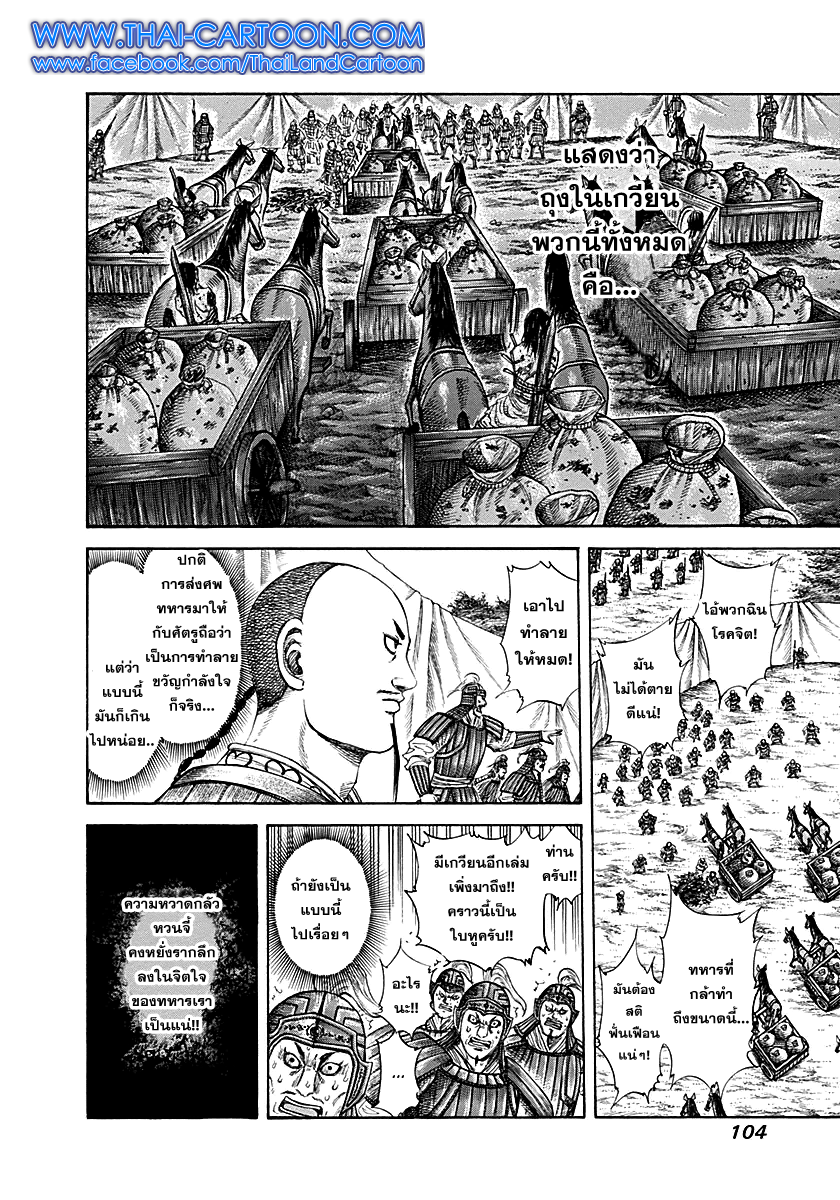 WWW.THAI-CARTOON.COM
www.facebook.com/ThaiLandCartoon
แสดงว่า
ถุงในเกวียน
พวกนี้ทั้งหมด
คือ...
ไอ้พวกฉิน
โรคจิต!
มัน
ไม่ได้ตาย
ดีแน่!
ทหารที่
กล้าทำ
ถึงขนาดนี้...
มันต้อง
สติ
ฟั่นเฟือน
แน่ๆ!
เอาไป
ทำลาย
ให้หมด!
ปกติ
การส่งศพ
ทหารมาให้
กับศัตรูถือว่า
เป็นการทำลาย
ขวัญกำลังใจ
ก็จริง...
แต่ว่า
แบบนี้
มันก็เกิน
ไปหน่อย..
ท่าน
ครับ!!
มีเกวียนอีกเล่ม
เพิ่งมาถึง!!
คราวนี้เป็น
ใบหูครับ!!
อะไร
นะ!!
...
ถ้ายังเป็น
แบบนี้
ไปเรื่อยๆ
ความหวาดกลัว
หวนจี้
คงหยั่งรากลึก
ลงในจิตใจ
ของทหารเรา
เป็นแน่!!
104